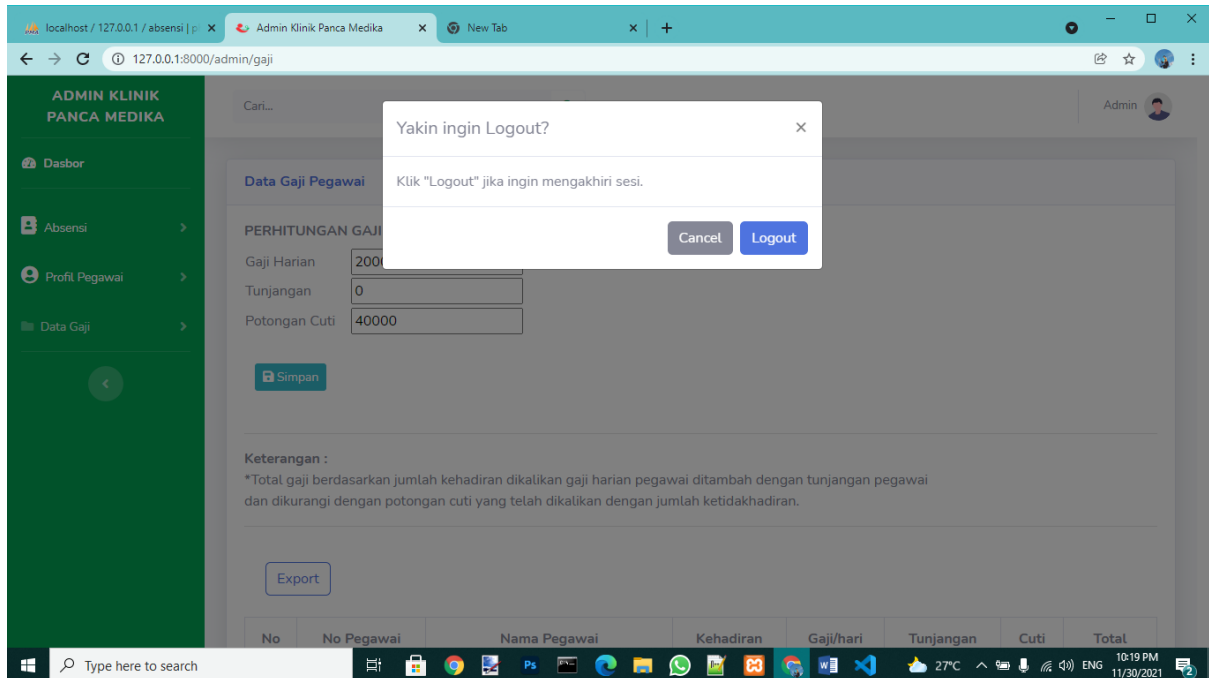 localhost / 127.0.0.1 / absensi | p
Admin Klinik Panca Medika
New Tab
127.0.0.1:8000/admin/gaji
ADMIN KLINIK
PANCA MEDIKA
Dasbor
Absensi
Profil Pegawai
Data Gaji
Cari...
Admin
Yakin ingin Logout?
Klik "Logout" jika ingin mengakhiri sesi.
Cancel Logout
Data Gaji Pegawai
PERHITUNGAN GAJI
Gaji Harian
Tunjangan 0
Potongan Cuti 40000
Simpan
Keterangan :
*Total gaji berdasarkan jumlah kehadiran dikalikan gaji harian pegawai ditambah dengan tunjangan pegawai
dan dikurangi dengan potongan cuti yang telah dikalikan dengan jumlah ketidakhadiran.
Export
No No Pegawai Nama Pegawai Kehadiran Gaji/hari Tunjangan Cuti Total
Type here to search
27°C
ENG
10:19 PM
11/30/2021